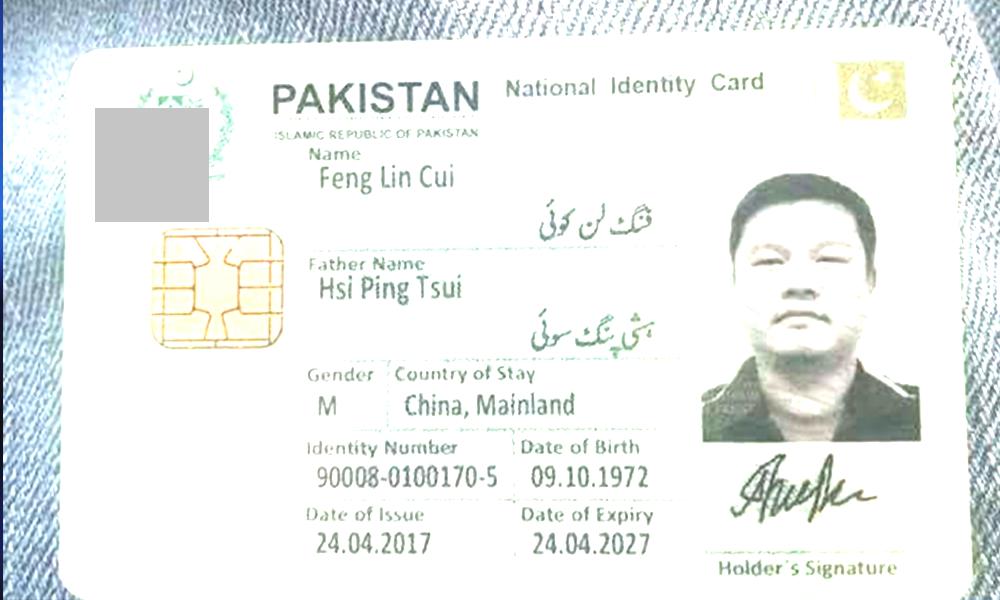 PAKISTAN National Identity Card
ISLAMIC REPUBLIC OF PAKISTAN
Name
Feng Lin Cui
فنگ لن کوئی
Father Name
Hsi Ping Tsui
ہشی پنگ سوئی
Gender Country of Stay
M China, Mainland
Identity Number Date of Birth
90008-0100170-5 09.10.1972
Date of Issue Date of Expiry
24.04.2017 24.04.2027
Holder's Signature